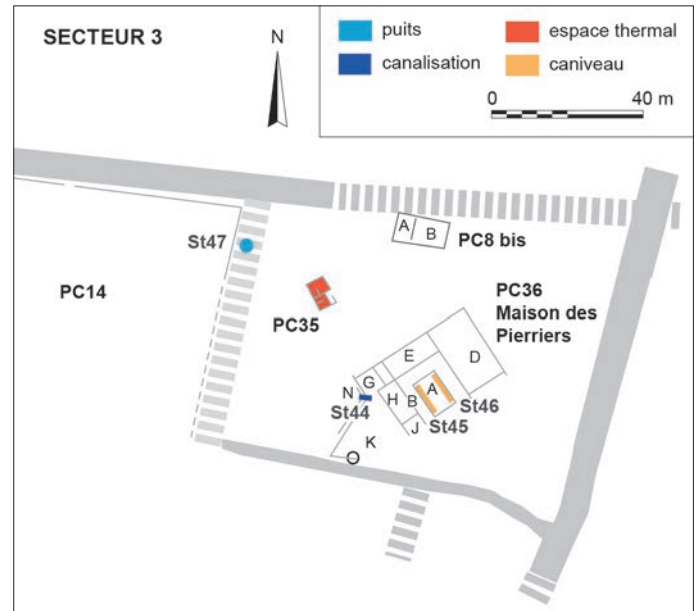 SECTEUR 3
N
puits
canalisation
espace thermal
caniveau
0 40 m
St47
A
B
PC8 bis
PC14
PC35
PC36
Maison des
Pierriers
E
D
G
N
H
B
A
St44
St46
J
St45
K